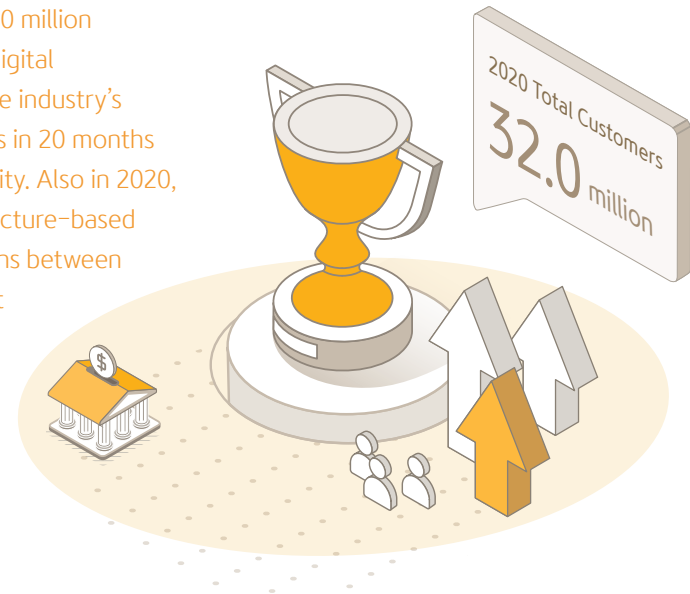 0 million
igital
e industry's
s in 20 months
ity. Also in 2020,
cture-based
ns between
2020 Total Customers
32.0 million
$